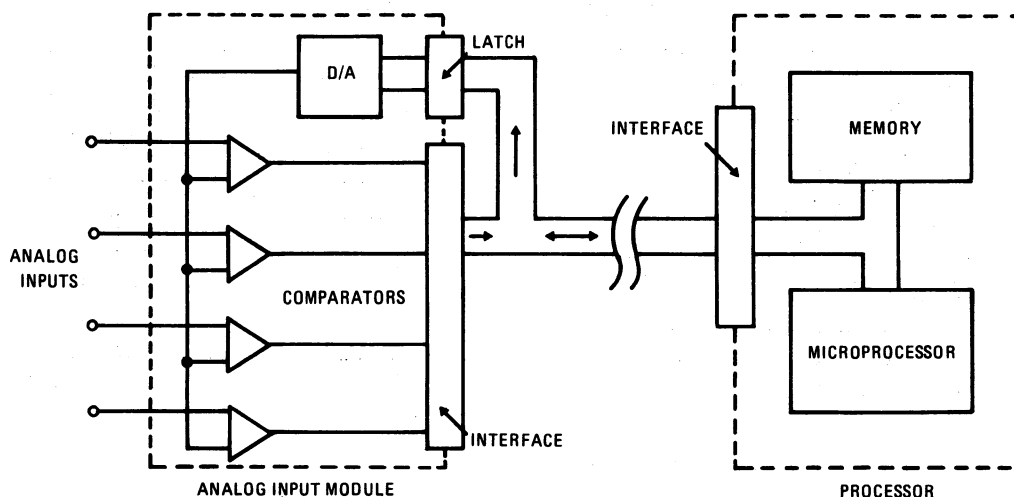 LATCH
D/A
INTERFACE
MEMORY
ANALOG
INPUTS
COMPARATORS
MICROPROCESSOR
INTERFACE
ANALOG INPUT MODULE
PROCESSOR